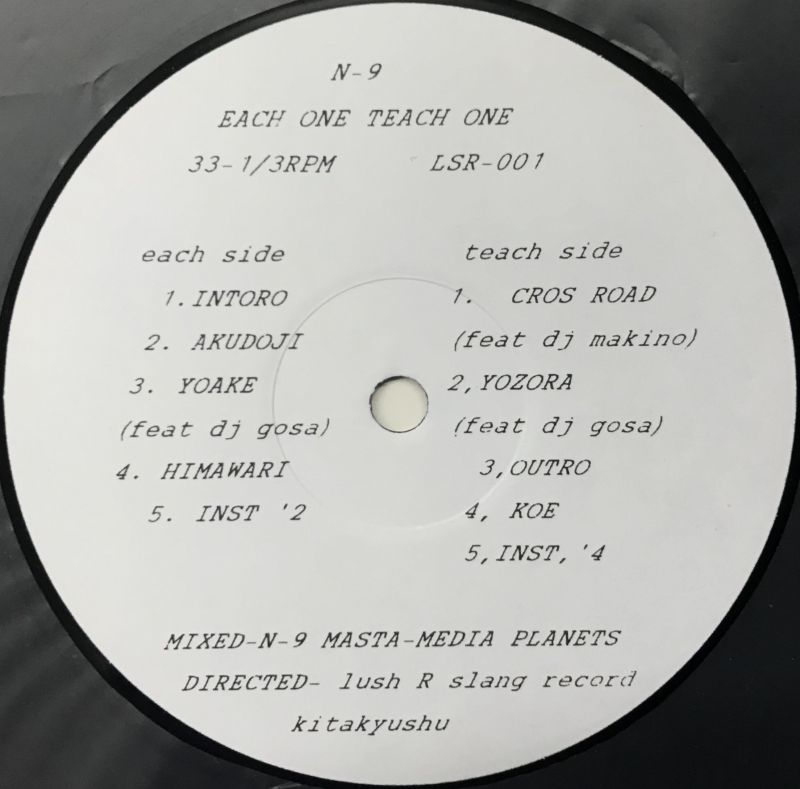 N-9
EACH ONE TEACH ONE
33-1/3RPM LSR-001
each side
1.INTORO
2. AKUDOJI
3. YOAKE
(feat dj gosa)
4. HIMAWARI
5. INST '2
teach side
1. CROS ROAD
(feat dj makino)
2,YOZORA
(feat dj gosa)
3,OUTRO
4, KOE
5,INST, '4
MIXED-N-9 MASTA-MEDIA PLANETS
DIRECTED- lush R slang record
kitakyushu